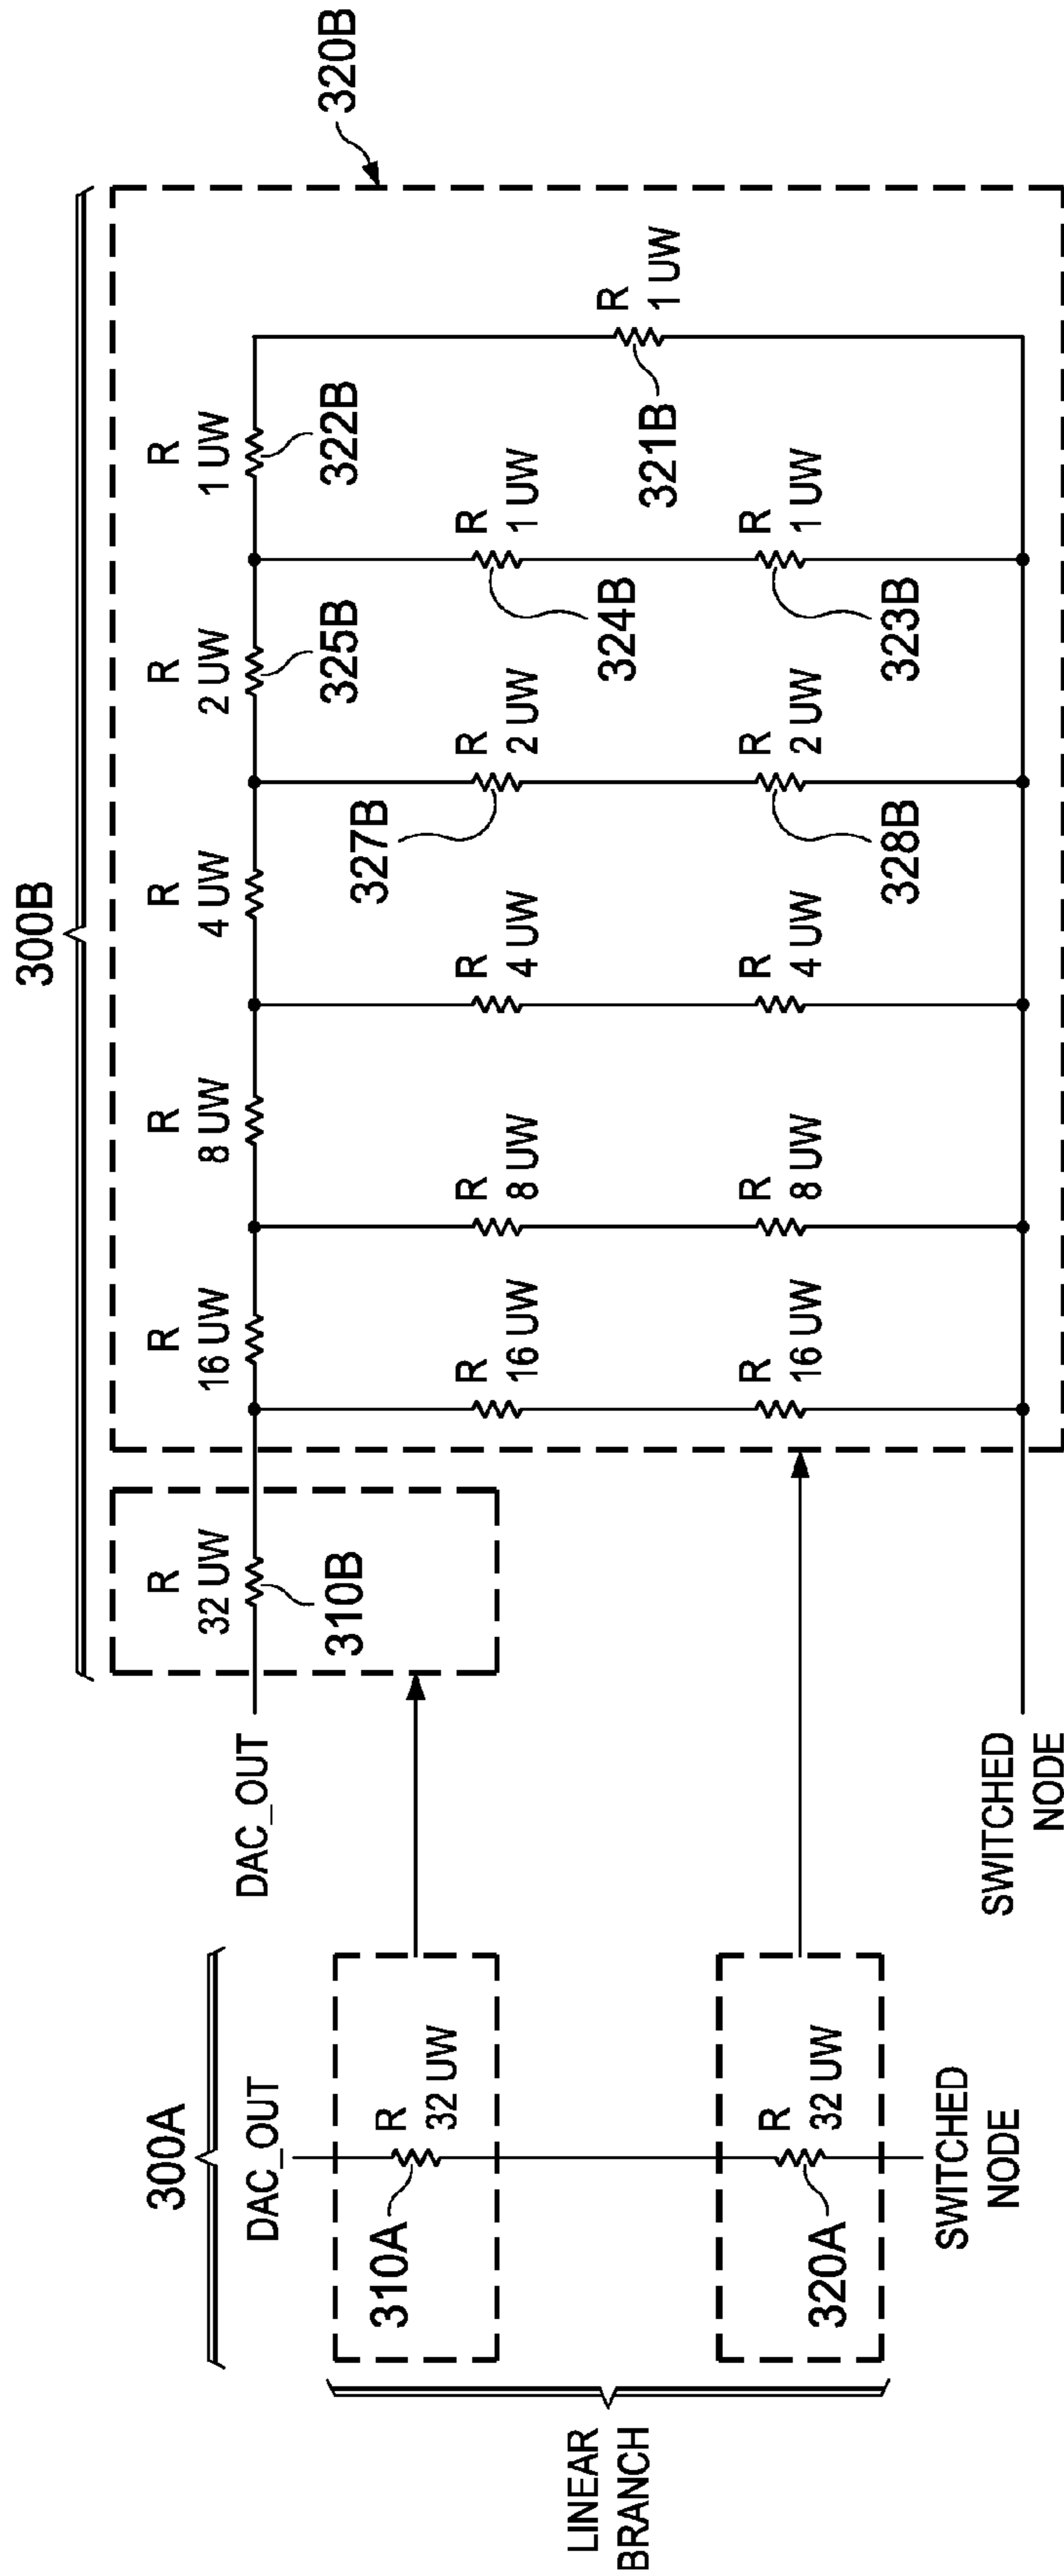 300A
DAC_OUT
LINEAR
BRANCH
R
32 UW
310A
R
32 UW
320A
SWITCHED
NODE
300B
DAC_OUT
R
32 UW
310B
320B
R
16 UW
R
8 UW
R
4 UW
R
2 UW
325B
R
1 UW
322B
R
16 UW
R
8 UW
R
4 UW
327B
R
2 UW
324B
R
1 UW
321B
R
1 UW
R
16 UW
R
8 UW
R
4 UW
328B
R
2 UW
323B
R
1 UW
SWITCHED
NODE